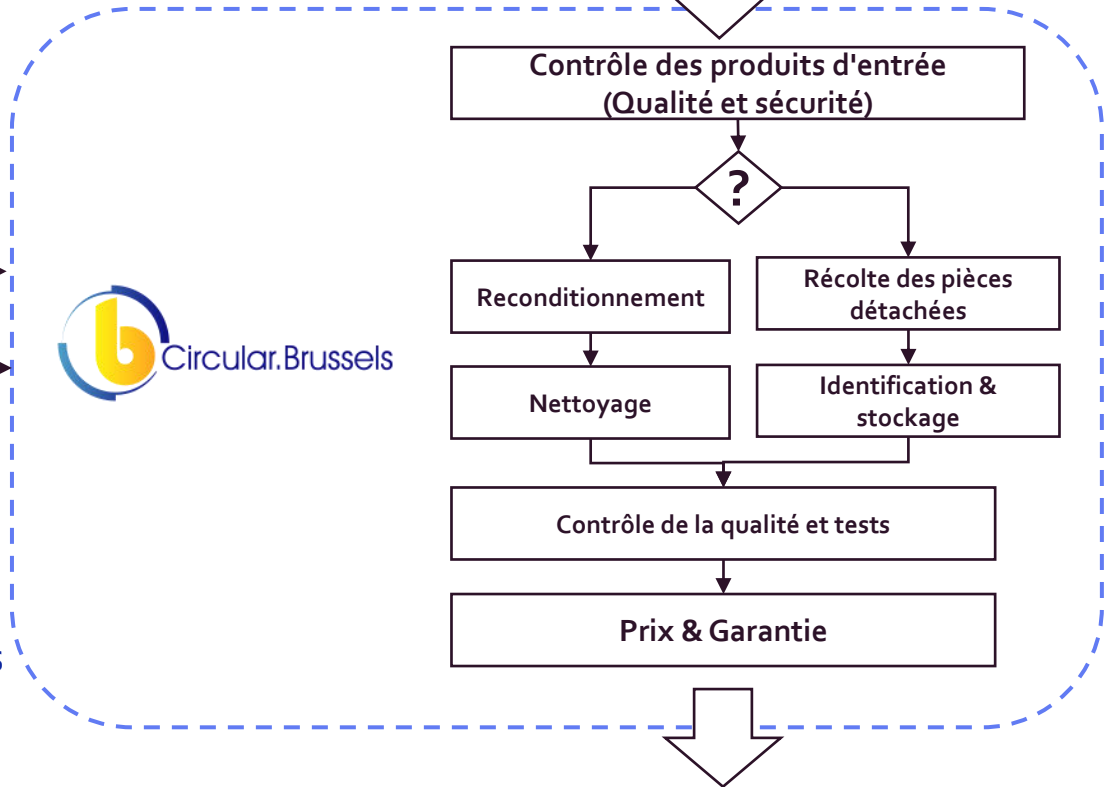 Contrôle des produits d'entrée
(Qualité et sécurité)
?
Reconditionnement
Récolte des pièces
détachées
b
Circular.Brussels
Nettoyage
Identification &
stockage
Contrôle de la qualité et tests
Prix & Garantie